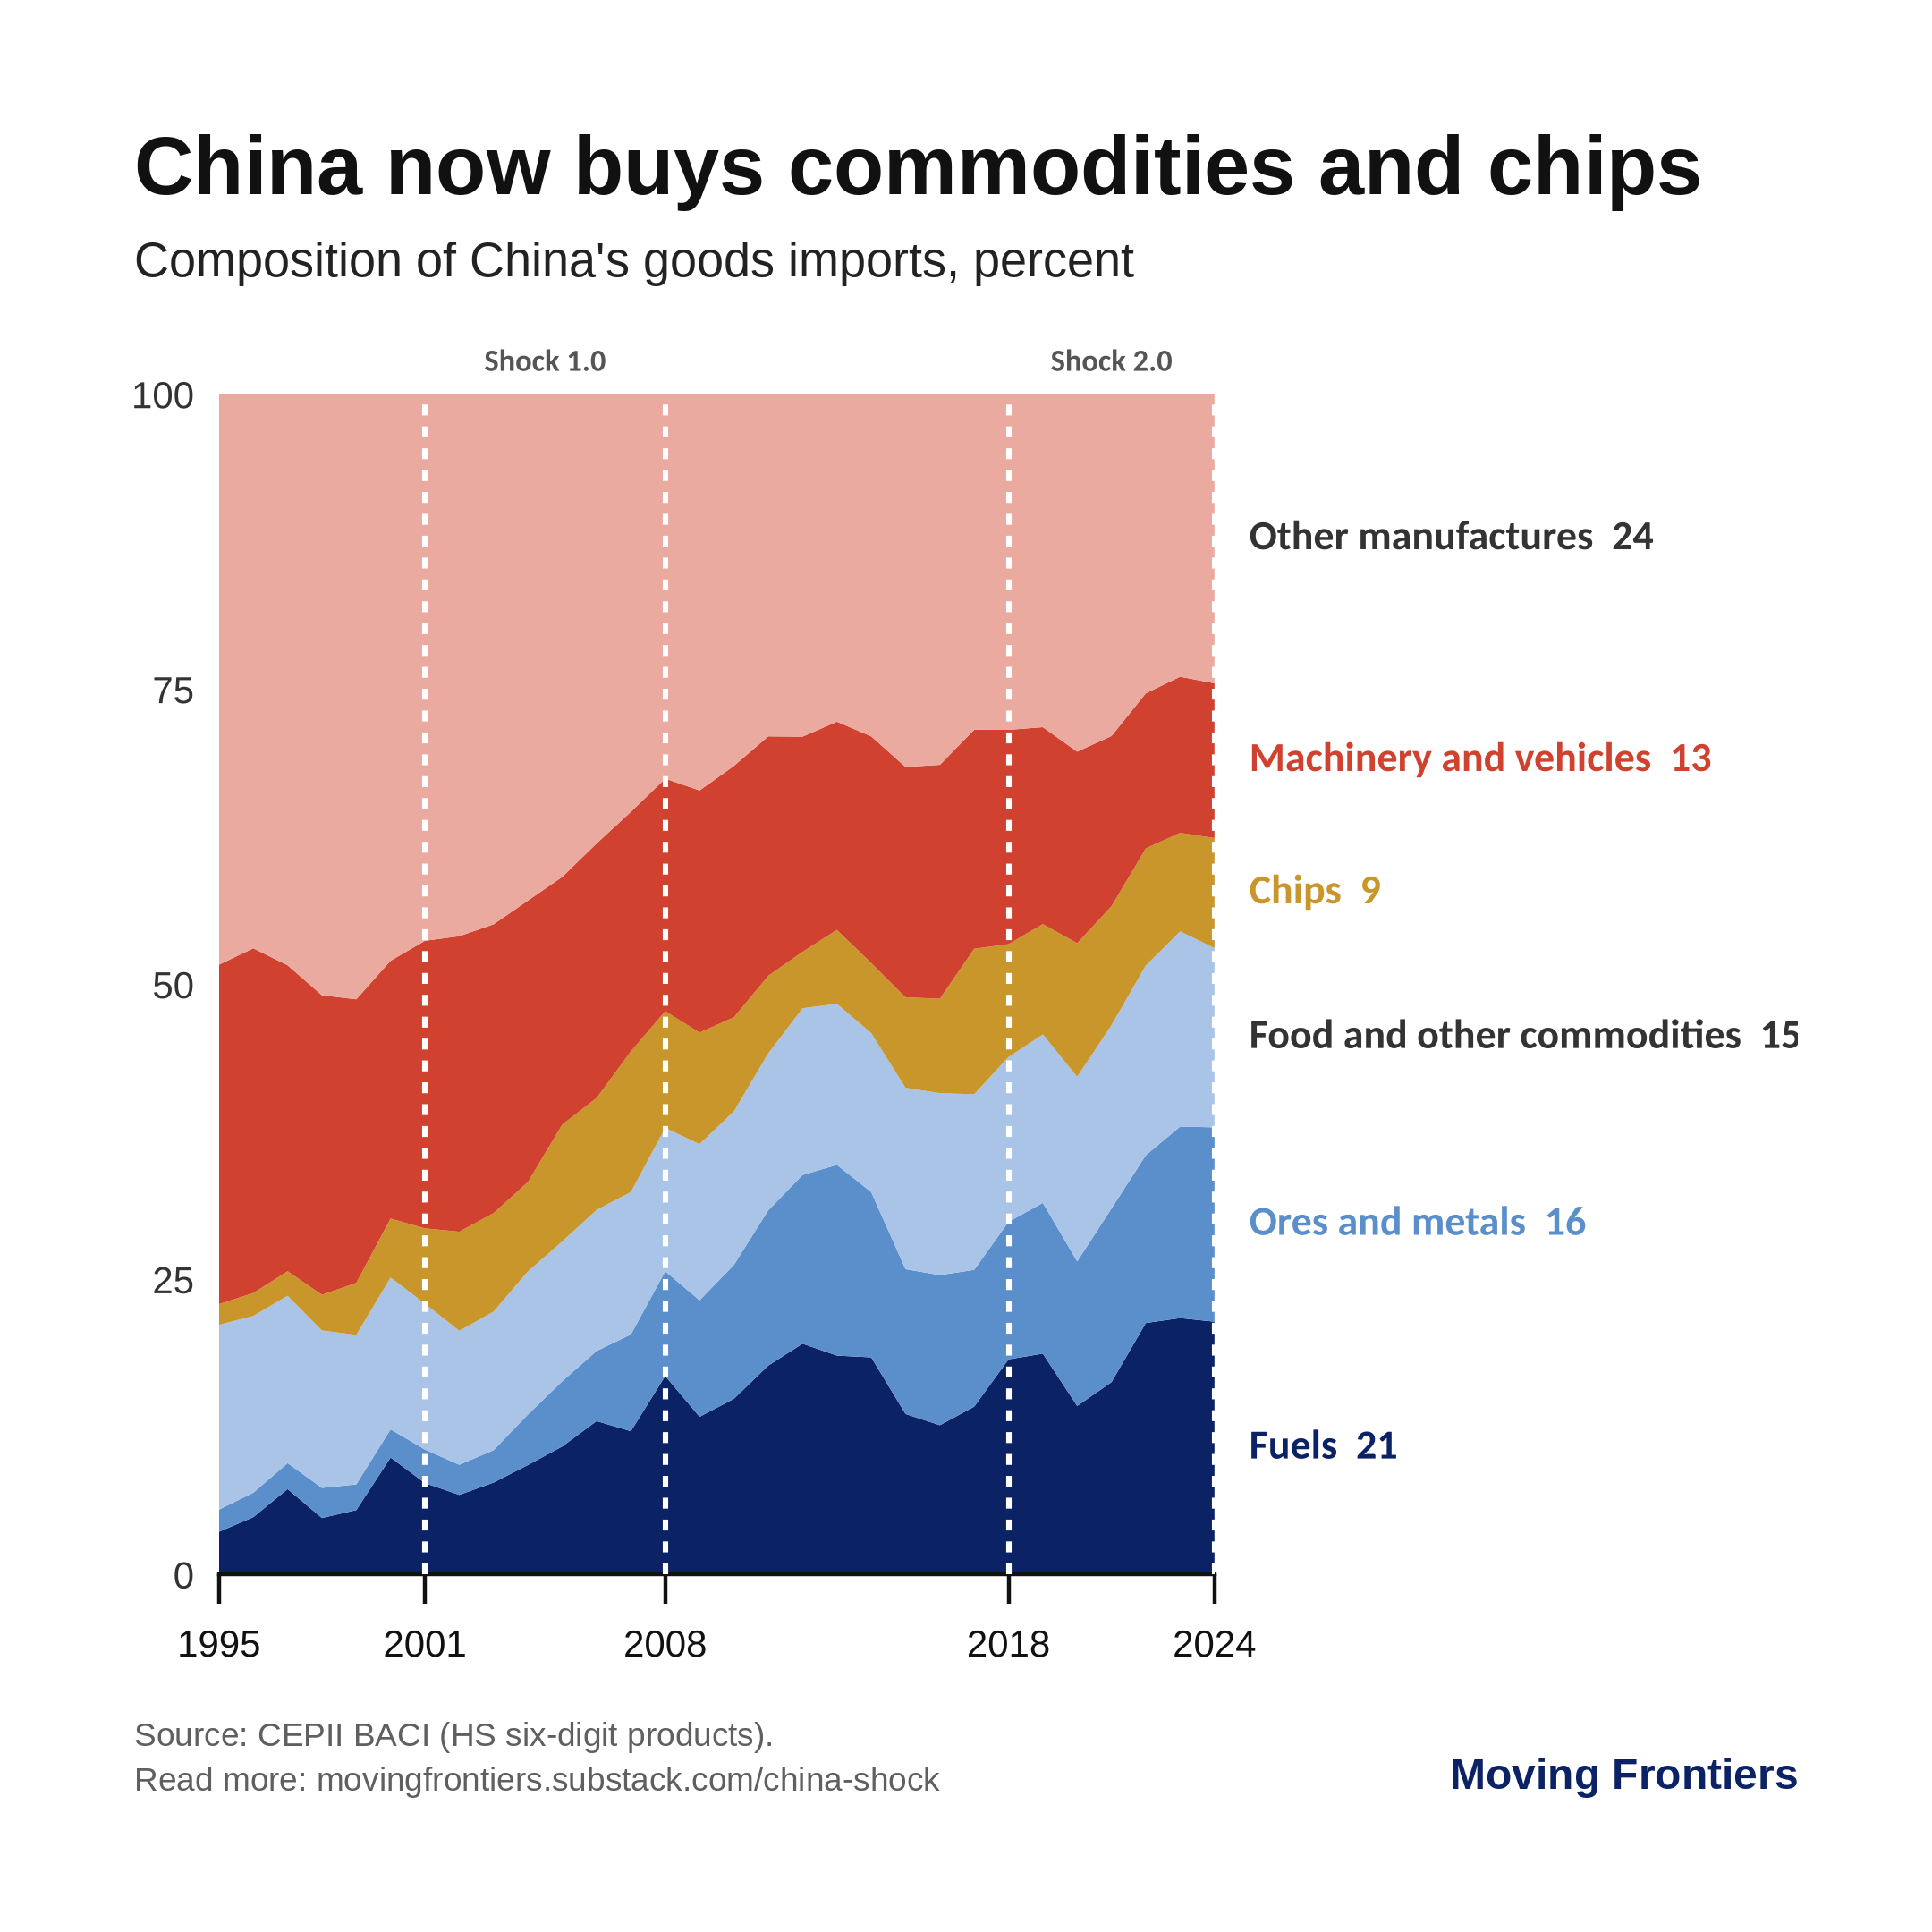 China now buys commodities and chips
Composition of China's goods imports, percent
Shock 1.0
Shock 2.0
100
75
50
25
0
Other manufactures 24
Machinery and vehicles 13
Chips 9
Food and other commodities 15
Ores and metals 16
Fuels 21
1995
2001
2008
2018
2024
Source: CEPII BACI (HS six-digit products).
Read more: movingfrontiers.substack.com/china-shock
Moving Frontiers